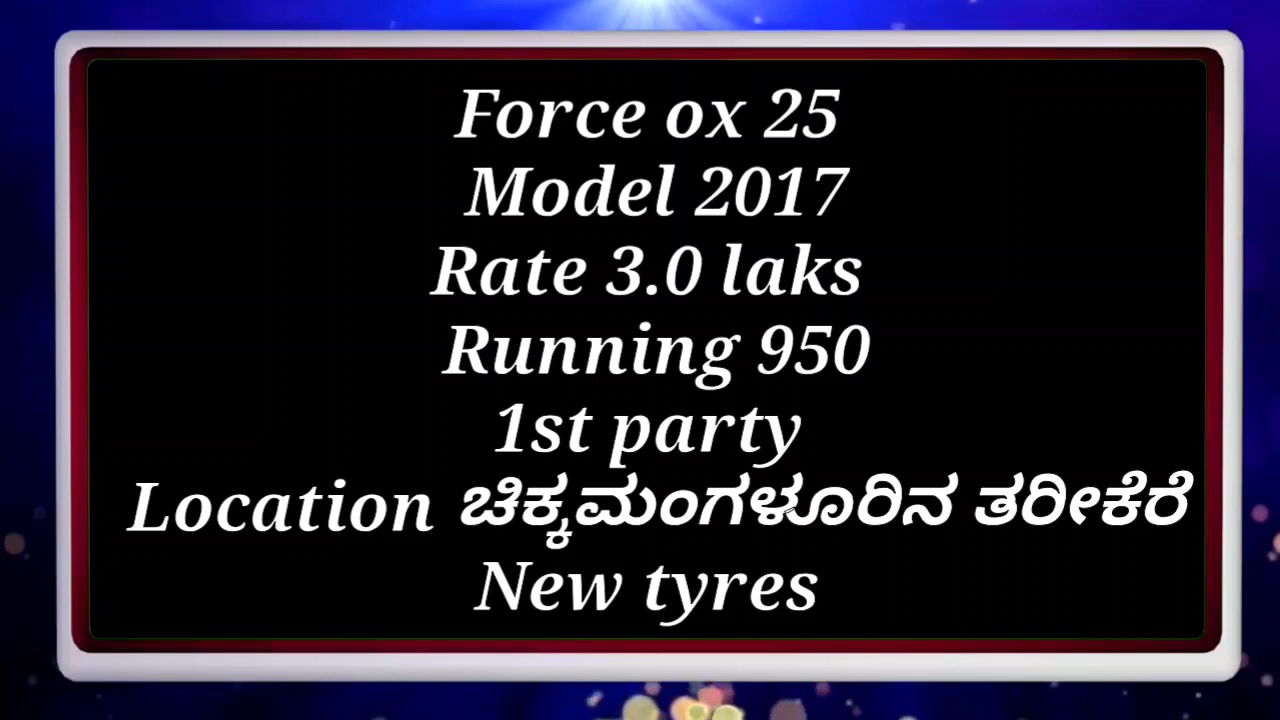 Force ox 25
Model 2017
Rate 3.0 laks
Running 950
1st party
Location ಚಿಕ್ಕಮಂಗಳೂರಿನ ತರೀಕೆರೆ
New tyres